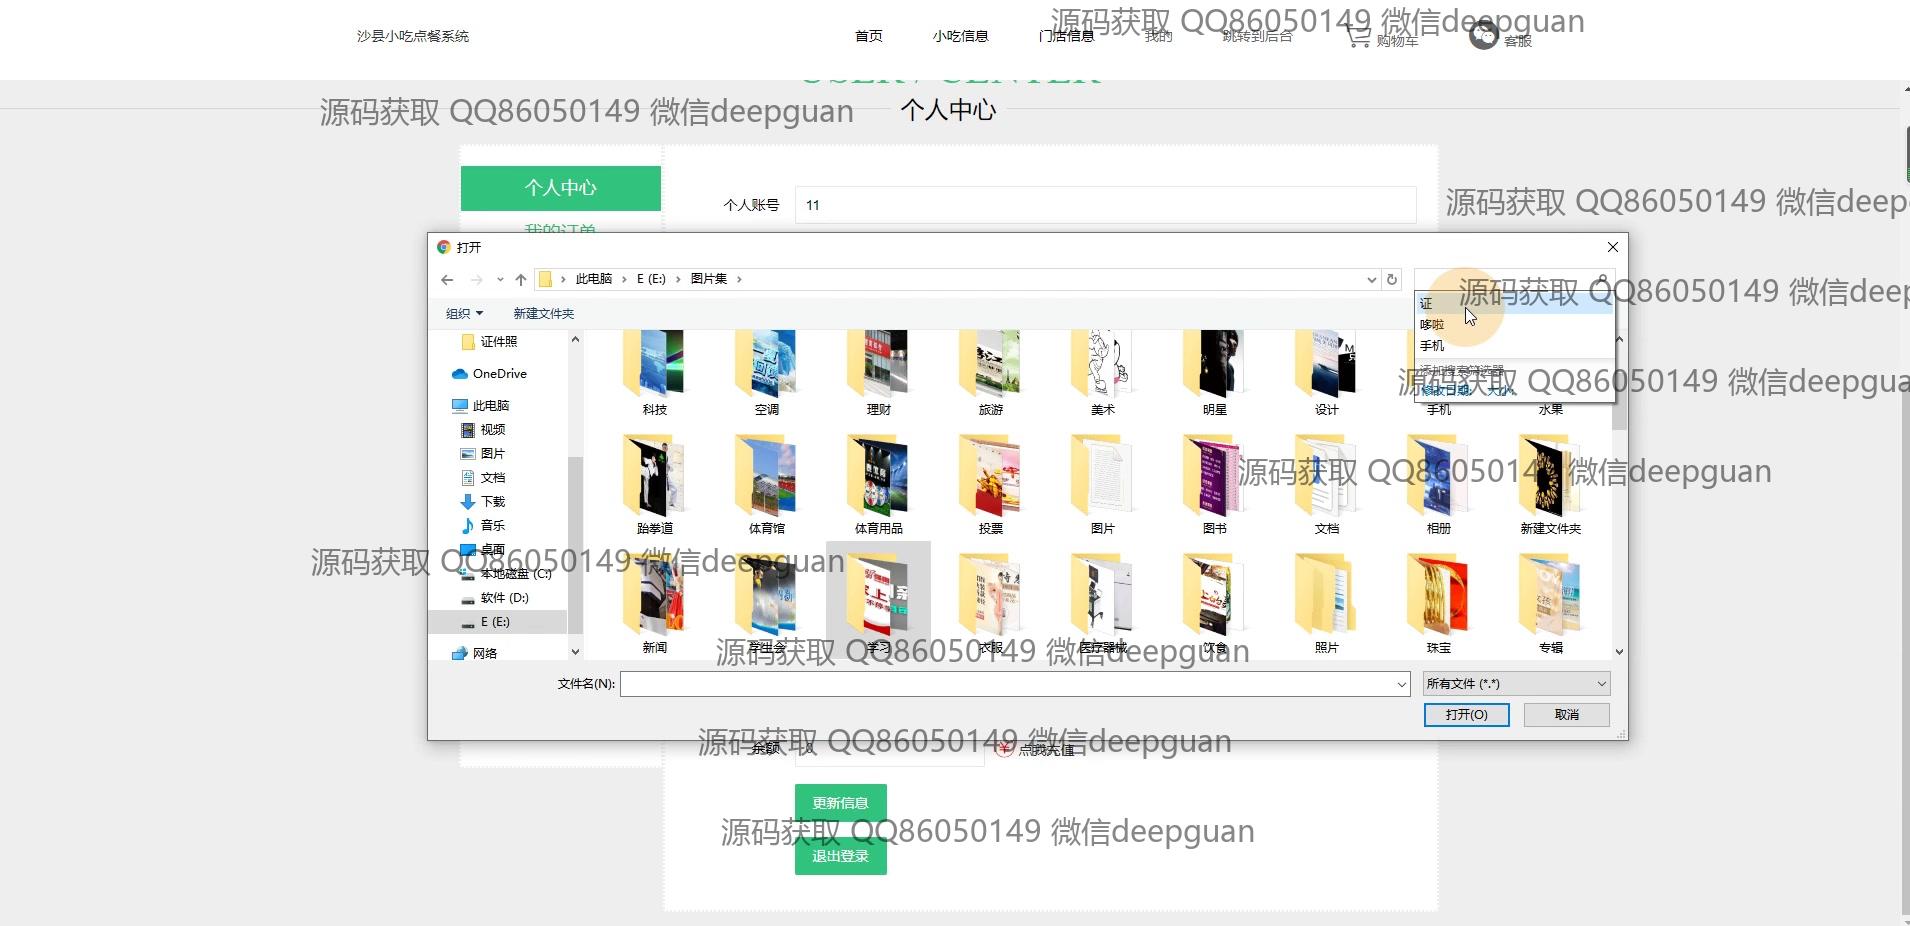 沙县小吃点餐系统
首页 小吃信息 门店信息 我的 跳转到后台 购物车 客服
源码获取 QQ86050149 微信deepguan
USER / CENTER
个人中心
源码获取 QQ86050149 微信deepguan
个人中心
个人账号 11
源码获取 QQ86050149 微信deep
我的订单
打开
此电脑 › E (E:) › 图片集 ›
源码获取 QQ86050149 微信deep
组织 新建文件夹
证
哆啦
手机
添加搜索筛选器
修改日期: 大小:
源码获取 QQ86050149 微信deepgua
证件照
OneDrive
此电脑
视频
图片
文档
下载
音乐
桌面
本地磁盘 (C:)
软件 (D:)
E (E:)
网络
科技 空调 理财 旅游 美术 明星 设计 手机 水果
源码获取 QQ86050149 微信deepguan
跆拳道 体育馆 体育用品 投票 图片 图书 文档 相册 新建文件夹
源码获取 QQ86050149 微信deepguan
新闻 学生会 学习 衣服 医疗器械 饮食 照片 珠宝 专辑
源码获取 QQ86050149 微信deepguan
文件名(N): 所有文件 (*.*)
打开(O) 取消
源码获取 QQ86050149 微信deepguan
余额 0 点我充值
更新信息
源码获取 QQ86050149 微信deepguan
退出登录